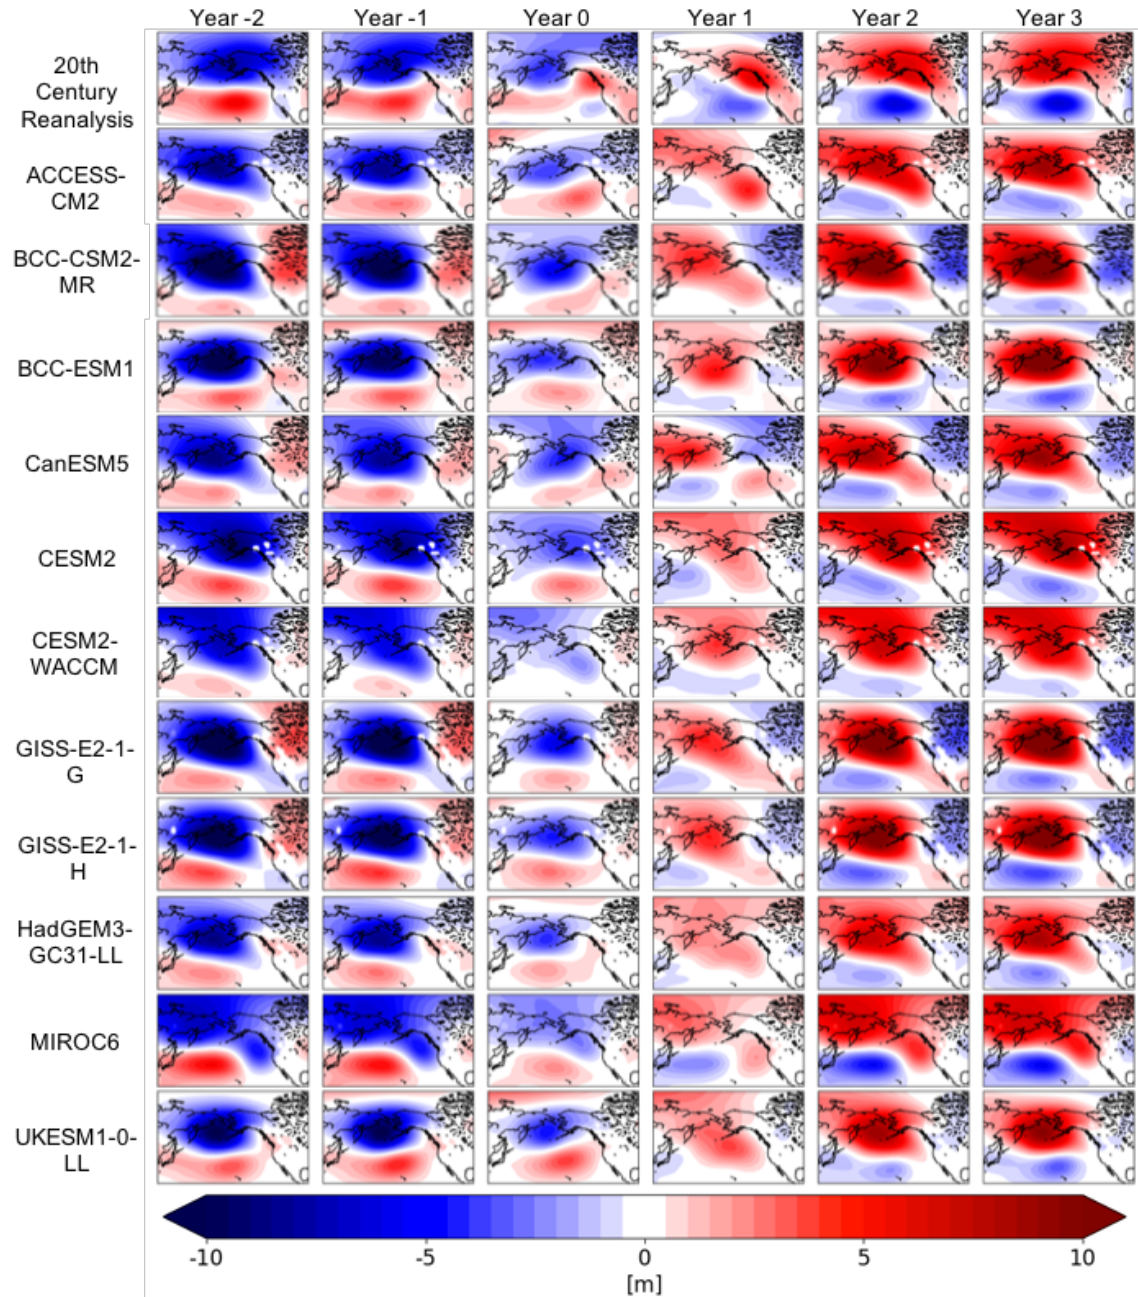 Year -2 Year -1 Year 0 Year 1 Year 2 Year 3
20th
Century
Reanalysis
ACCESS-
CM2
BCC-CSM2-
MR
BCC-ESM1
CanESM5
CESM2
CESM2-
WACCM
GISS-E2-1-
G
GISS-E2-1-
H
HadGEM3-
GC31-LL
MIROC6
UKESM1-0-
LL
-10 -5 0 5 10
[m]